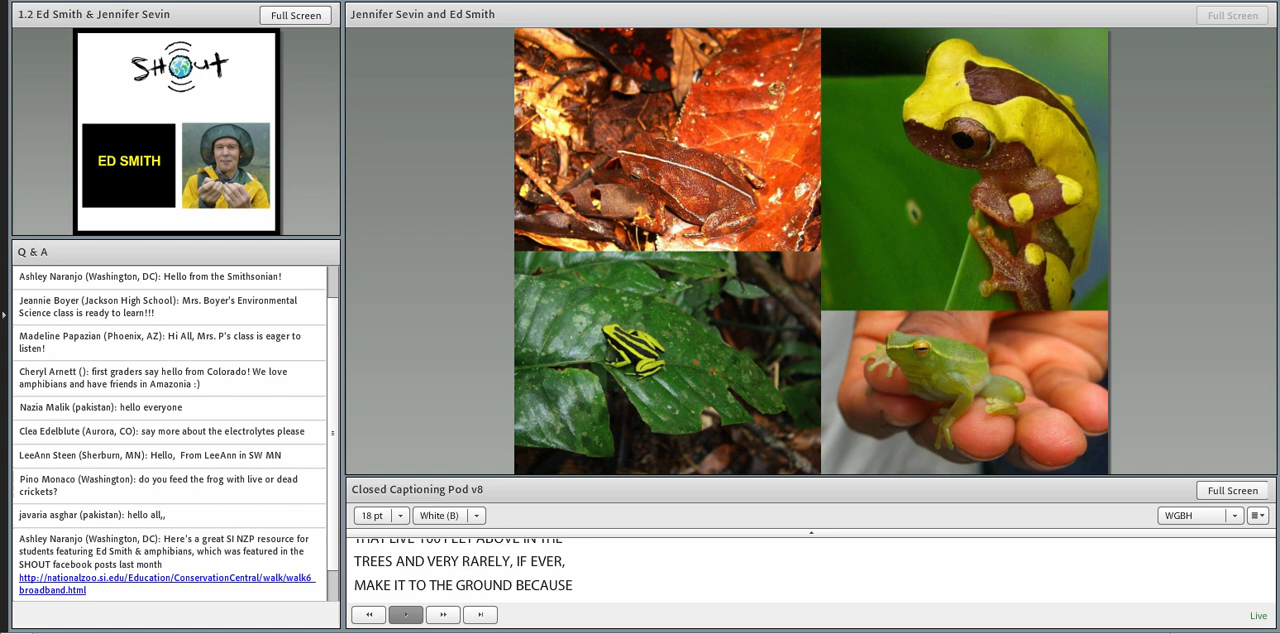 1.2 Ed Smith & Jennifer Sevin
Full Screen
SHOUT
ED SMITH
Q & A
Ashley Naranjo (Washington, DC): Hello from the Smithsonian!
Jeannie Boyer (Jackson High School): Mrs. Boyer's Environmental
Science class is ready to learn!!!
Madeline Papazian (Phoenix, AZ): Hi All, Mrs. P's class is eager to
listen!
Cheryl Arnett (): first graders say hello from Colorado! We love
amphibians and have friends in Amazonia :)
Nazia Malik (pakistan): hello everyone
Clea Edelblute (Aurora, CO): say more about the electrolytes please
LeeAnn Steen (Sherburn, MN): Hello, From LeeAnn in SW MN
Pino Monaco (Washington): do you feed the frog with live or dead
crickets?
javaria asghar (pakistan): hello all,,
Ashley Naranjo (Washington, DC): Here's a great SI NZP resource for
students featuring Ed Smith & amphibians, which was featured in the
SHOUT facebook posts last month
http://nationalzoo.si.edu/Education/ConservationCentral/walk/walk6_
broadband.html
Jennifer Sevin and Ed Smith
Full Screen
Closed Captioning Pod v8
Full Screen
18 pt
White (B)
WGBH
THAT LIVE 100 FEET ABOVE IN THE
TREES AND VERY RARELY, IF EVER,
MAKE IT TO THE GROUND BECAUSE
Live